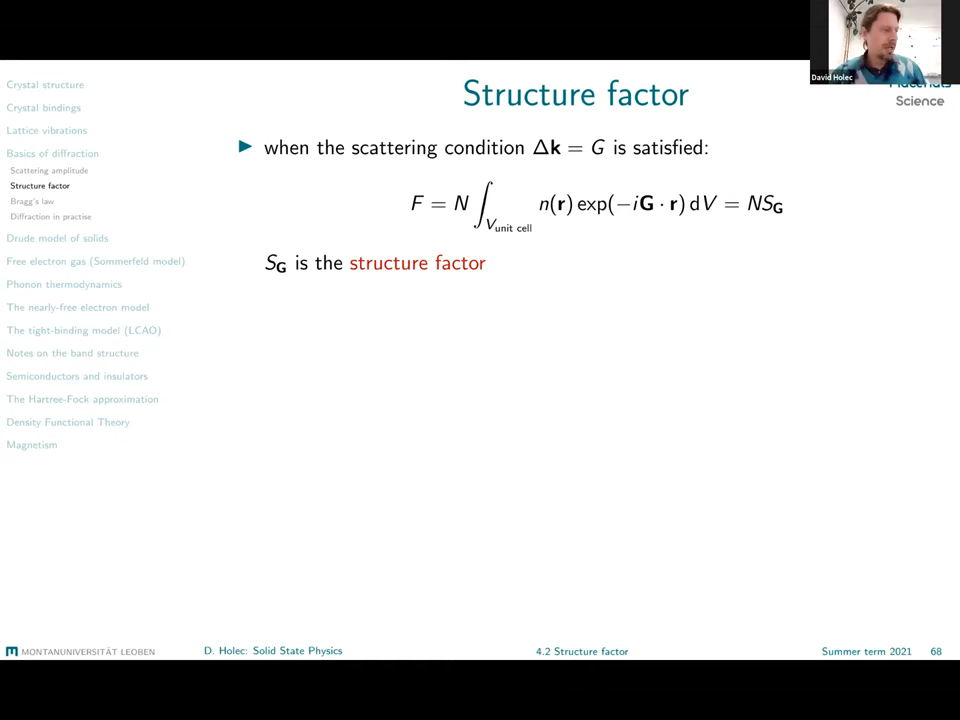 David Holec
Materials
Science
Structure factor
Crystal structure
Crystal bindings
Lattice vibrations
Basics of diffraction
Scattering amplitude
Structure factor
Bragg's law
Diffraction in practise
Drude model of solids
Free electron gas (Sommerfeld model)
Phonon thermodynamics
The nearly-free electron model
The tight-binding model (LCAO)
Notes on the band structure
Semiconductors and insulators
The Hartree-Fock approximation
Density Functional Theory
Magnetism
▶ when the scattering condition Δk = G is satisfied:
F = N ∫_{V_{unit cell}} n(r) exp(−iG · r) dV = NS_G
S_G is the structure factor
MONTANUNIVERSITÄT LEOBEN
D. Holec: Solid State Physics
4.2 Structure factor
Summer term 2021 68